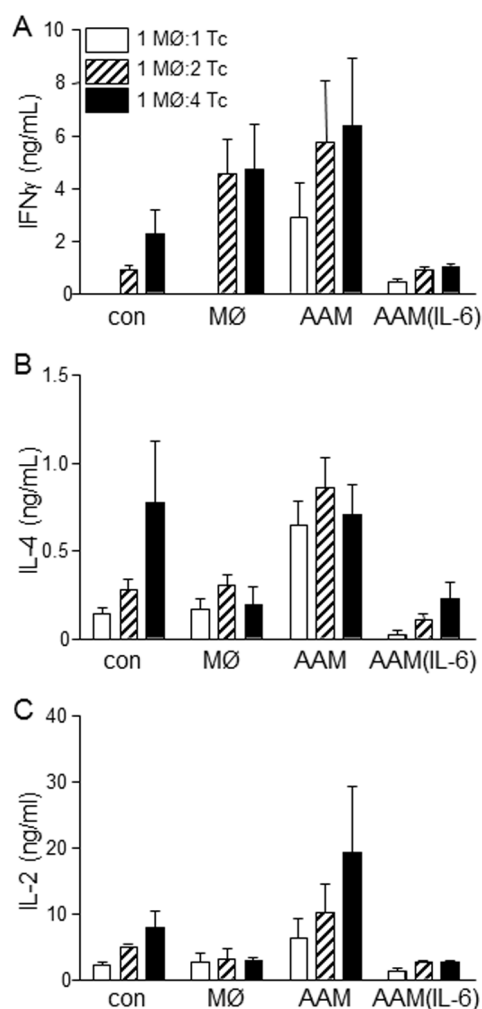 A
1 MØ:1 Tc
1 MØ:2 Tc
1 MØ:4 Tc
IFNγ (ng/mL)
10
8
6
4
2
0
con MØ AAM AAM(IL-6)
B
IL-4 (ng/mL)
1.5
1.0
0.5
0
con MØ AAM AAM(IL-6)
C
IL-2 (ng/ml)
40
30
20
10
0
con MØ AAM AAM(IL-6)